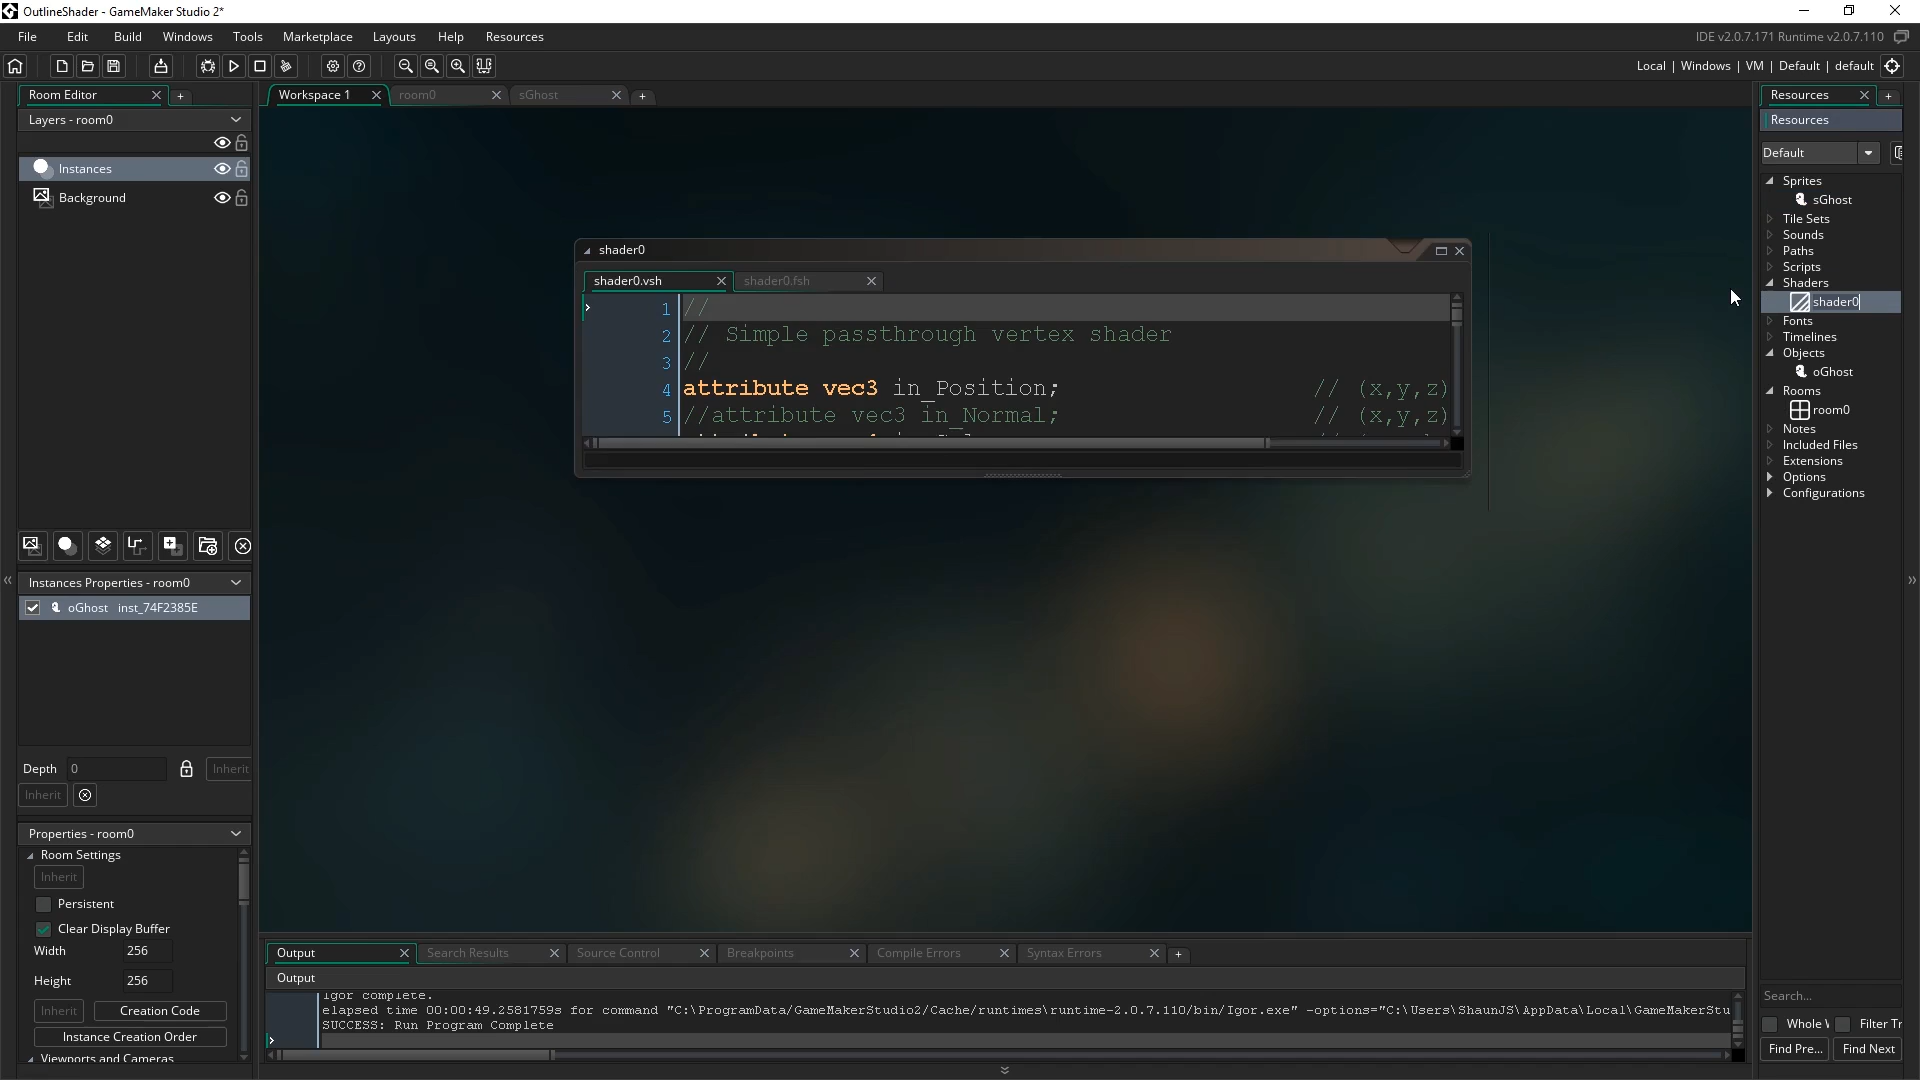 OutlineShader - GameMaker Studio 2*
File Edit Build Windows Tools Marketplace Layouts Help Resources
IDE v2.0.7.171 Runtime v2.0.7.110
Local | Windows | VM | Default | default
Room Editor
Layers - room0
Instances
Background
Instances Properties - room0
oGhost inst_74F2385E
Depth 0 Inherit
Inherit
Properties - room0
Room Settings
Inherit
Persistent
Clear Display Buffer
Width 256
Height 256
Inherit Creation Code
Instance Creation Order
Viewports and Cameras
Workspace 1 room0 sGhost
shader0
shader0.vsh shader0.fsh
1 //
2 // Simple passthrough vertex shader
3 //
4 attribute vec3 in_Position; // (x,y,z)
5 //attribute vec3 in_Normal; // (x,y,z)
Output Search Results Source Control Breakpoints Compile Errors Syntax Errors
Output
Igor complete.
elapsed time 00:00:49.2581759s for command "C:\ProgramData/GameMakerStudio2/Cache/runtimes\runtime-2.0.7.110/bin/Igor.exe" -options="C:\Users\ShaunJS\AppData\Local\GameMakerStu
SUCCESS: Run Program Complete
Resources
Resources
Default
Sprites
sGhost
Tile Sets
Sounds
Paths
Scripts
Shaders
shader0
Fonts
Timelines
Objects
oGhost
Rooms
room0
Notes
Included Files
Extensions
Options
Configurations
Search...
Whole Filter Tr
Find Pre... Find Next